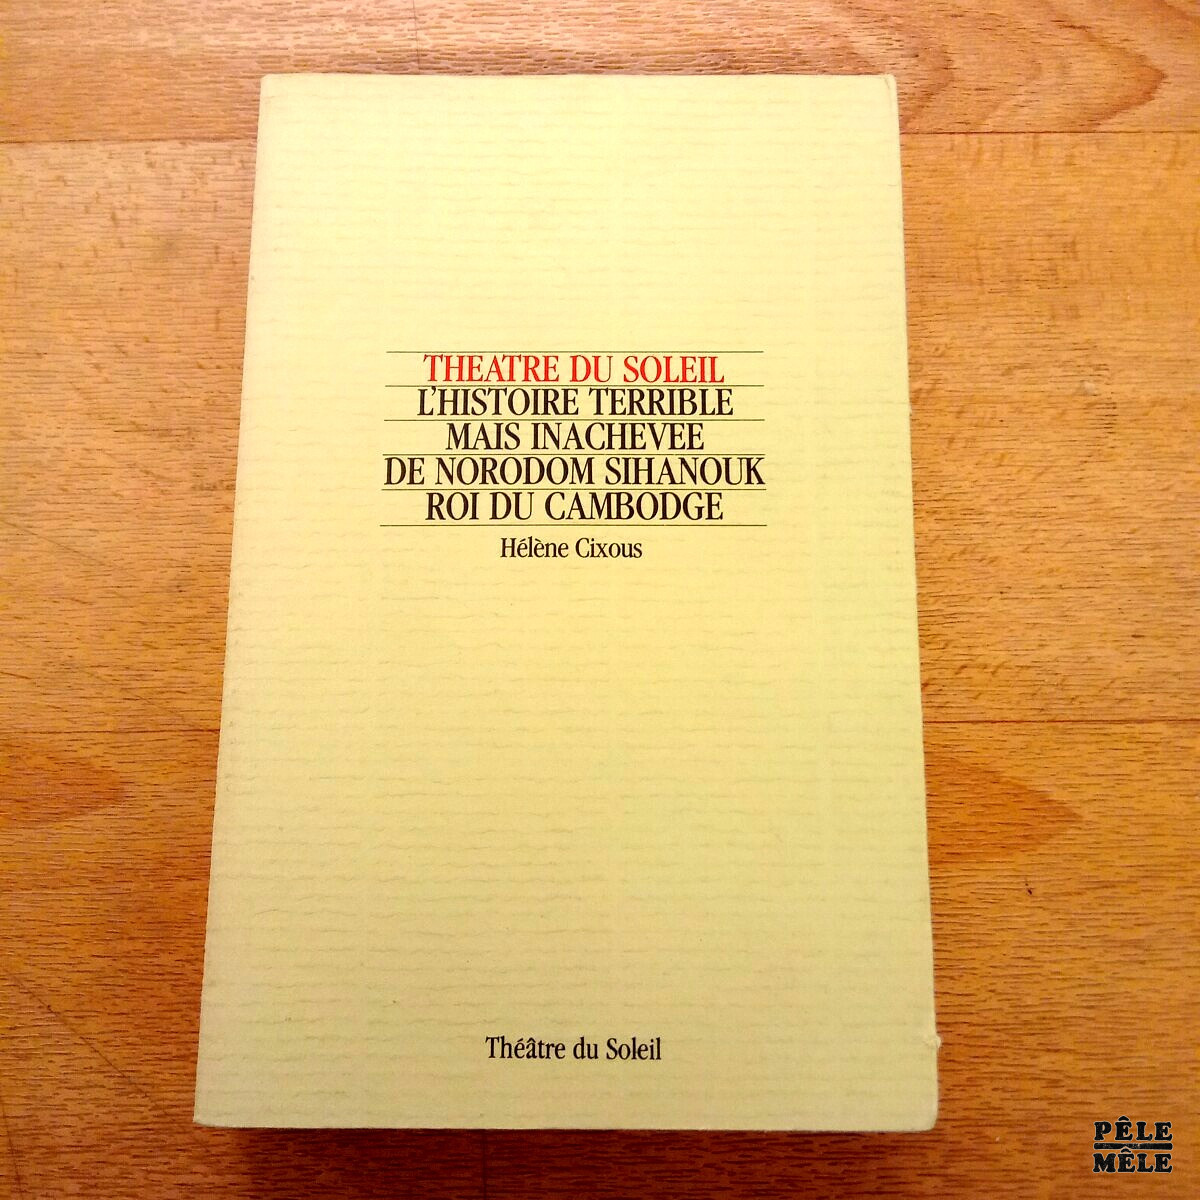 THEATRE DU SOLEIL
L'HISTOIRE TERRIBLE
MAIS INACHEVEE
DE NORODOM SIHANOUK
ROI DU CAMBODGE
Hélène Cixous
Théâtre du Soleil
PÊLE
MÊLE